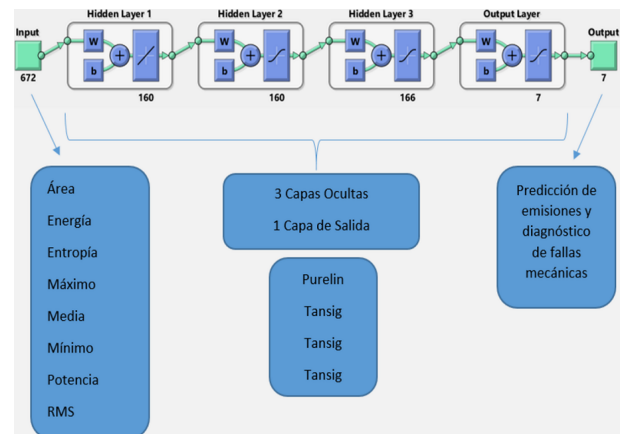 Hidden Layer 1
Hidden Layer 2
Hidden Layer 3
Output Layer
Input
Output
W
b
+
W
b
+
W
b
+
W
b
+
672
160
160
166
7
7
Área
Energía
Entropía
Máximo
Media
Mínimo
Potencia
RMS
3 Capas Ocultas
1 Capa de Salida
Purelin
Tansig
Tansig
Tansig
Predicción de
emisiones y
diagnóstico
de fallas
mecánicas